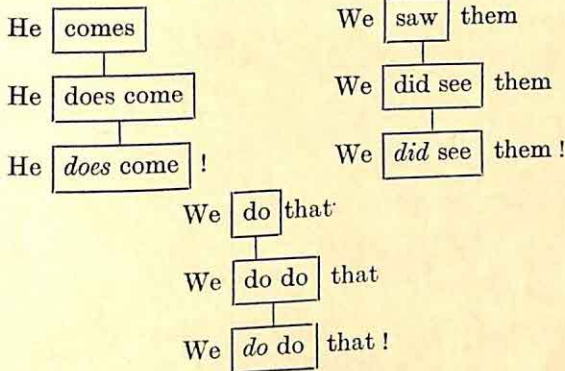 He comes
He does come
He does come !
We saw them
We did see them
We did see them !
We do that
We do do that
We do do that !